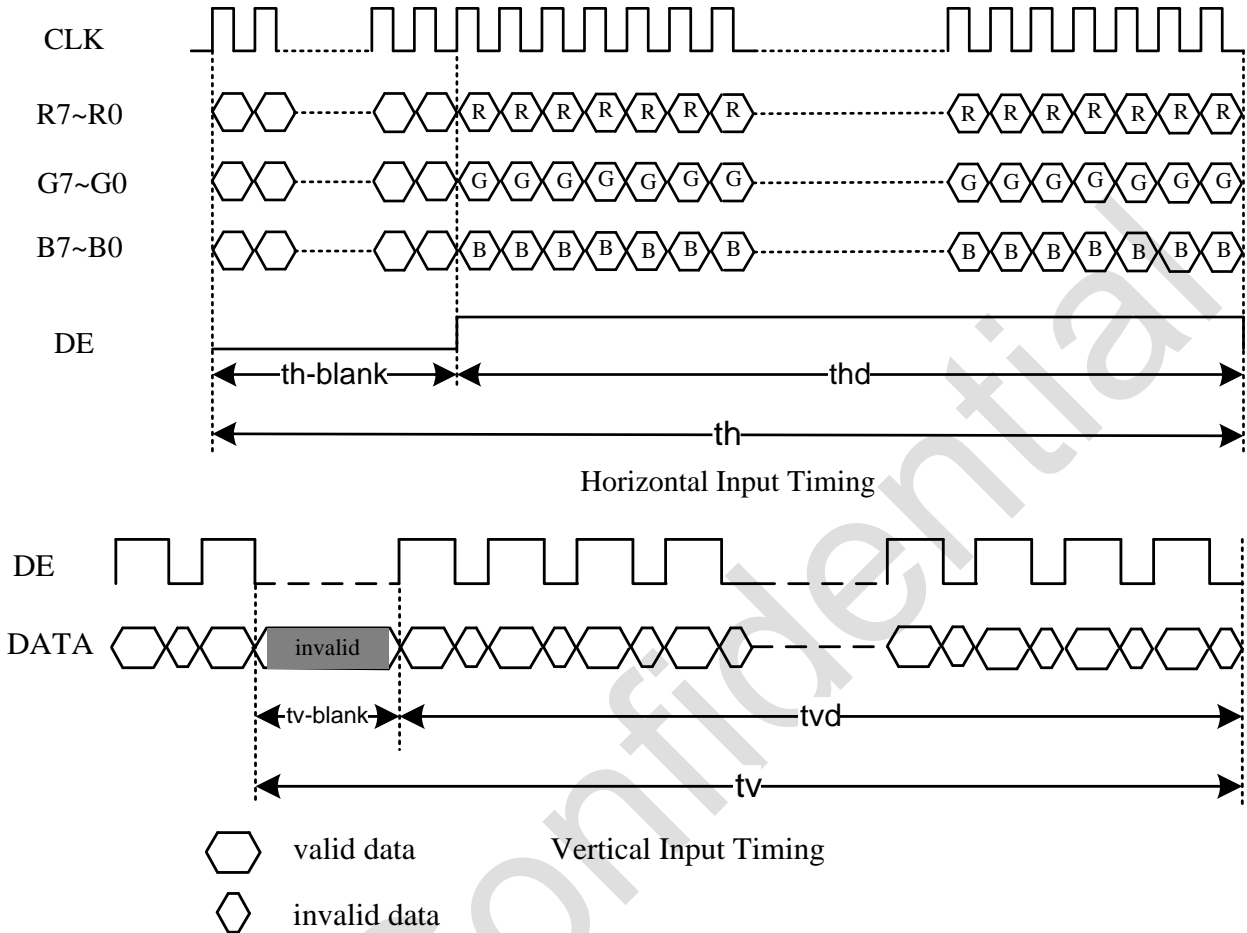 CLK
R7~R0
R R R R R R R R R R R R R R
G7~G0
G G G G G G G G G G G G G G
B7~B0
B B B B B B B B B B B B B B
DE
th-blank thd
th
Horizontal Input Timing
DE
DATA
invalid
tv-blank tvd
tv
valid data
Vertical Input Timing
invalid data
onfidential